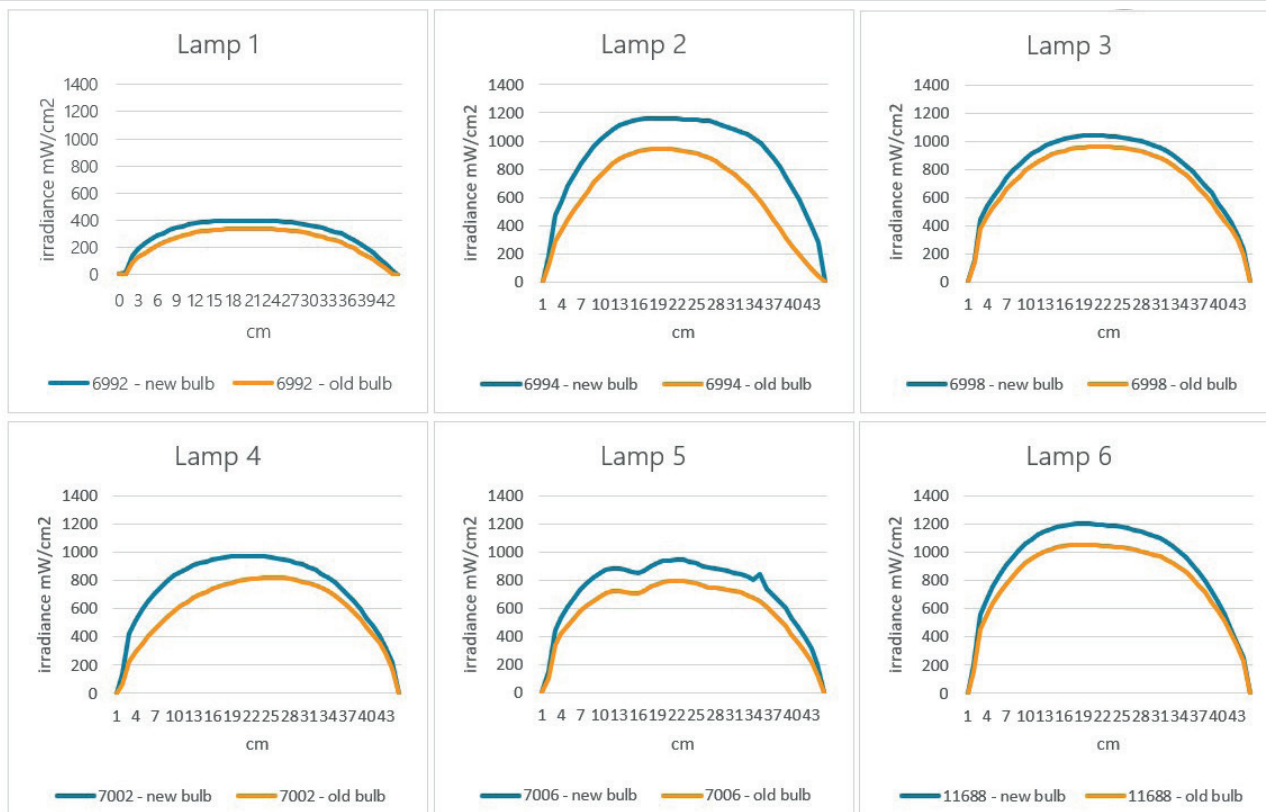 Lamp 1
irradiance mW/cm2
1400
1200
1000
800
600
400
200
0
0 3 6 9 12 15 18 21 24 27 30 33 36 39 42
cm
6992 - new bulb 6992 - old bulb
Lamp 2
irradiance mW/cm2
1400
1200
1000
800
600
400
200
0
1 4 7 10 13 16 19 22 25 28 31 34 37 40 43
cm
6994 - new bulb 6994 - old bulb
Lamp 3
irradiance mW/cm2
1400
1200
1000
800
600
400
200
0
1 4 7 10 13 16 19 22 25 28 31 34 37 40 43
cm
6998 - new bulb 6998 - old bulb
Lamp 4
irradiance mW/cm2
1400
1200
1000
800
600
400
200
0
1 4 7 10 13 16 19 22 25 28 31 34 37 40 43
cm
7002 - new bulb 7002 - old bulb
Lamp 5
irradiance mW/cm2
1400
1200
1000
800
600
400
200
0
1 4 7 10 13 16 19 22 25 28 31 34 37 40 43
cm
7006 - new bulb 7006 - old bulb
Lamp 6
irradiance mW/cm2
1400
1200
1000
800
600
400
200
0
1 4 7 10 13 16 19 22 25 28 31 34 37 40 43
cm
11688 - new bulb 11688 - old bulb